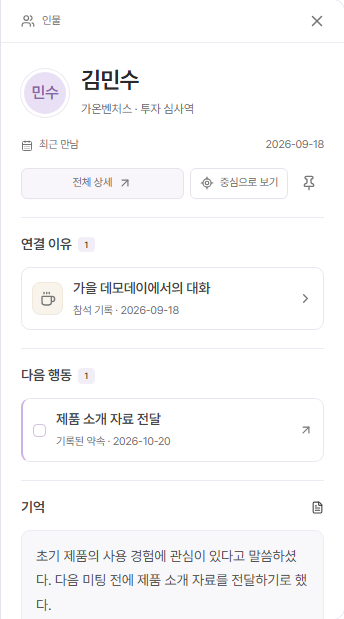 인물
민수
김민수
가온벤처스 · 투자 심사역
최근 만남
2026-09-18
전체 상세
중심으로 보기
연결 이유 1
가을 데모데이에서의 대화
참석 기록 · 2026-09-18
다음 행동 1
제품 소개 자료 전달
기록된 약속 · 2026-10-20
기억
초기 제품의 사용 경험에 관심이 있다고 말씀하셨
다. 다음 미팅 전에 제품 소개 자료를 전달하기로 했
다.